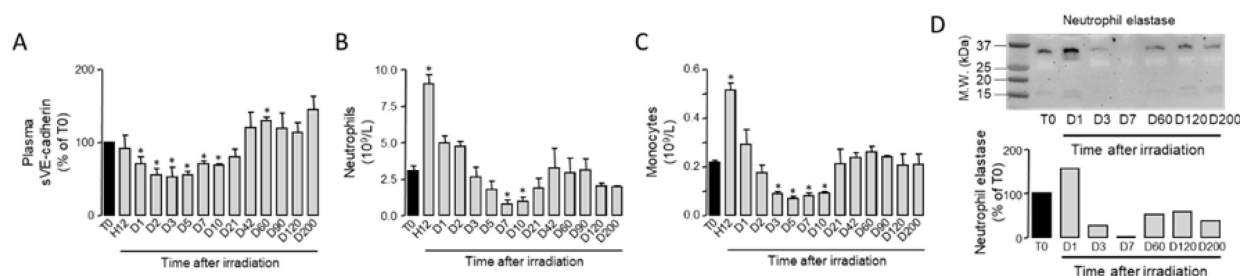 A
Plasma
sVE-cadherin
(% of T0)
200
150
100
50
0
T0 H12 D1 D2 D3 D5 D7 D10 D21 D42 D60 D90 D120 D200
* * * * * * *
Time after irradiation
B
Neutrophils
(10⁹/L)
10.0
7.5
5.0
2.5
0.0
T0 H12 D1 D2 D3 D5 D7 D10 D21 D42 D60 D90 D120 D200
* * *
Time after irradiation
C
Monocytes
(10⁹/L)
0.6
0.4
0.2
0.0
T0 H12 D1 D2 D3 D5 D7 D10 D21 D42 D60 D90 D120 D200
* * * * *
Time after irradiation
D
Neutrophil elastase
M.W. (kDa)
37
25
20
15
T0 D1 D3 D7 D60 D120 D200
Time after irradiation
Neutrophil elastase
(% of T0)
200
100
0
T0 D1 D3 D7 D60 D120 D200
Time after irradiation